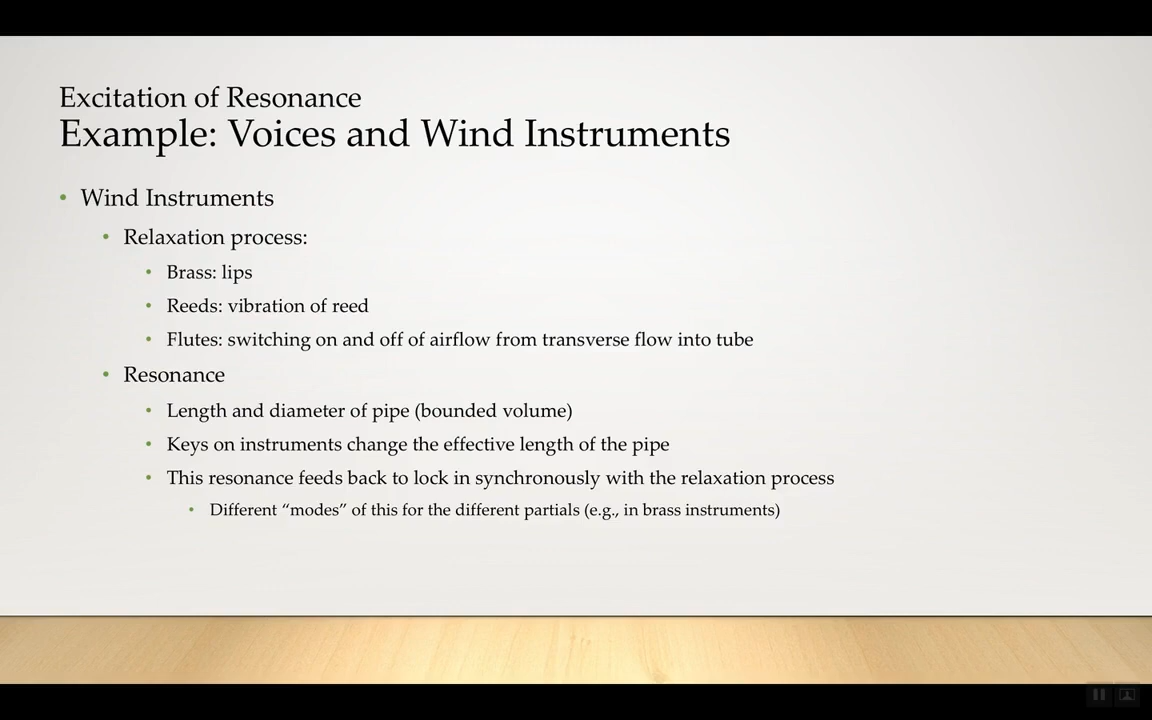 Excitation of Resonance
Example: Voices and Wind Instruments
• Wind Instruments
• Relaxation process:
• Brass: lips
• Reeds: vibration of reed
• Flutes: switching on and off of airflow from transverse flow into tube
• Resonance
• Length and diameter of pipe (bounded volume)
• Keys on instruments change the effective length of the pipe
• This resonance feeds back to lock in synchronously with the relaxation process
• Different “modes” of this for the different partials (e.g., in brass instruments)